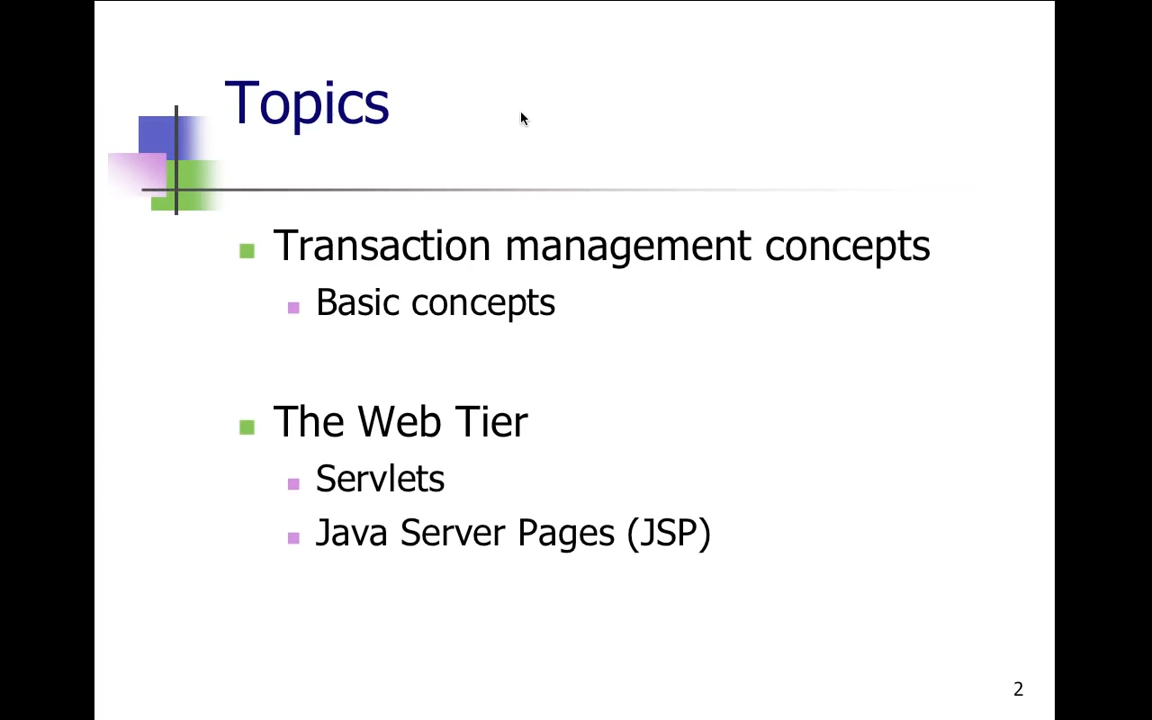 Topics
Transaction management concepts
Basic concepts
The Web Tier
Servlets
Java Server Pages (JSP)
2